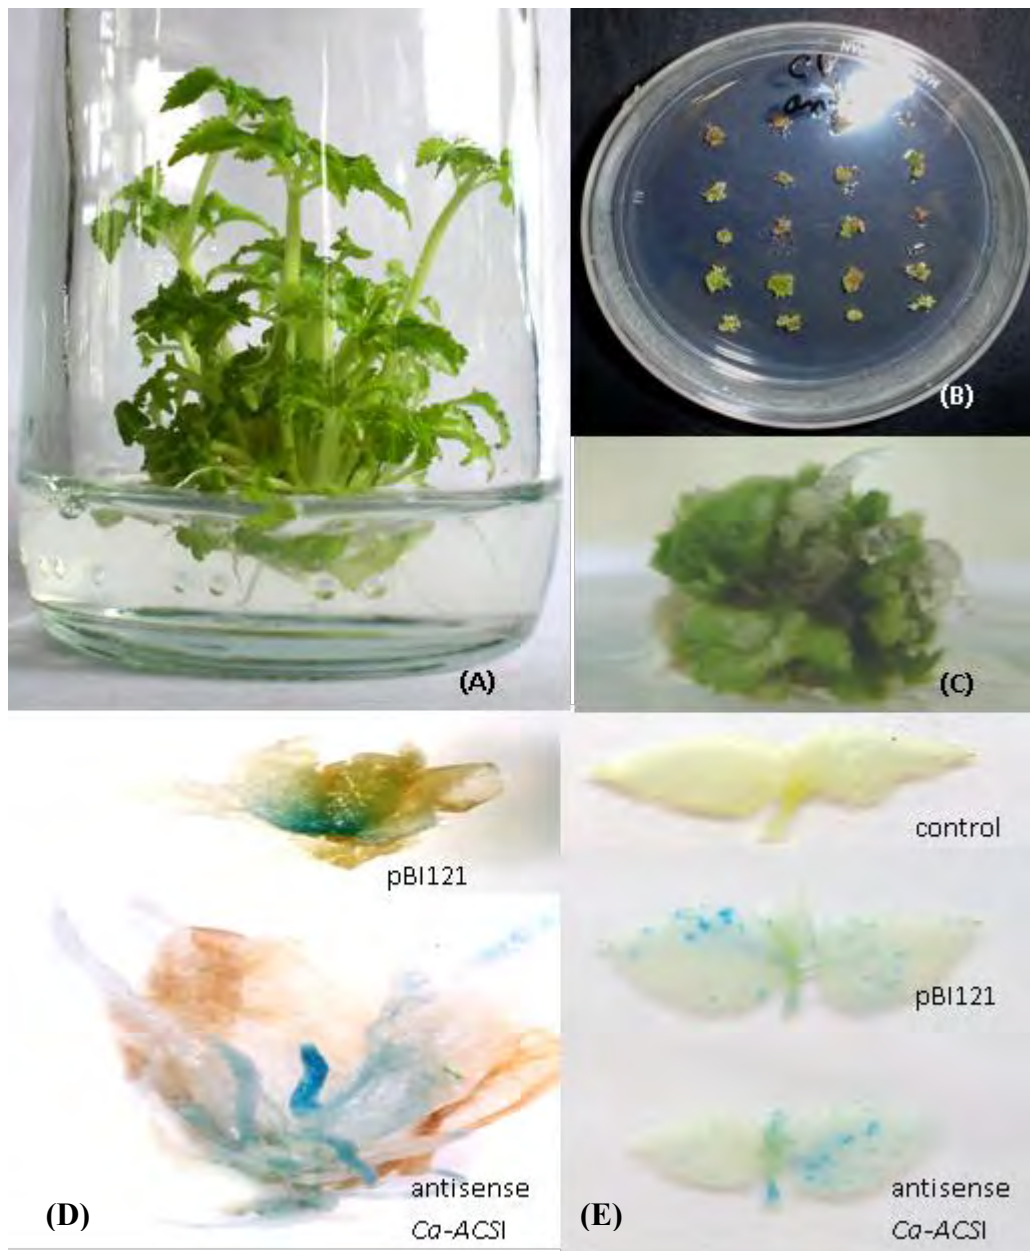 (A)
(B)
(C)
pBI121
control
pBI121
antisense
Ca-ACSI
(D)
antisense
Ca-ACSI
(E)